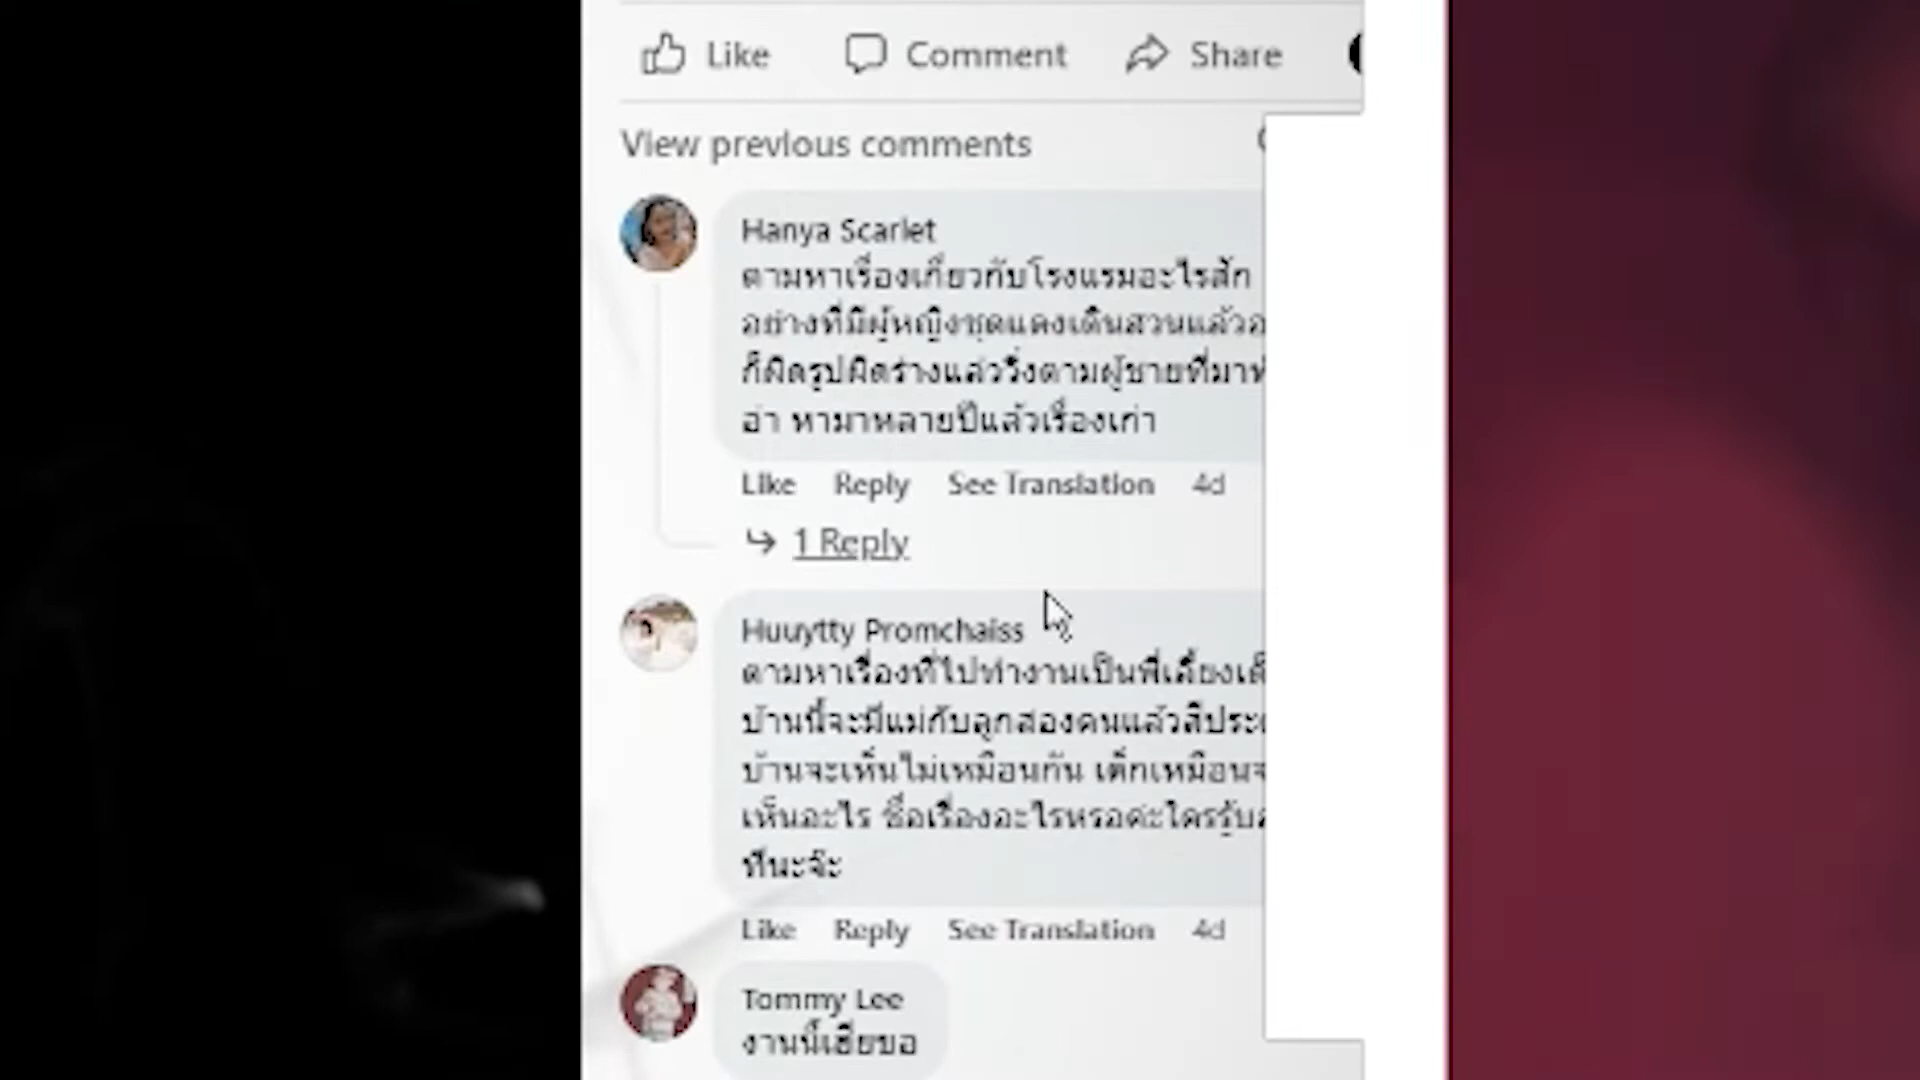 Like Comment Share
View previous comments
Hanya Scarlet
ตามหาเรื่องเกี่ยวกับโรงแรมอะไรสัก
อย่างที่มีผู้หญิงชุดแดงเดินสวนแล้วอ
ก็ผิดรูปผิดร่างแล้ววิ่งตามผู้ชายที่มาท
อ่า หามาหลายปีแล้วเรื่องเก่า
Like Reply See Translation 4d
1 Reply
Huuytty Promchaiss
ตามหาเรื่องที่ไปทำงานเป็นพี่เลี้ยงเด็
บ้านนี้จะมีแม่กับลูกสองคนแล้วสีประต
บ้านจะเห็นไม่เหมือนกัน เด็กเหมือนจ
เห็นอะไร ชื่อเรื่องอะไรหรอค่ะใครรู้บอ
ทีนะจ๊ะ
Like Reply See Translation 4d
Tommy Lee
งานนี้เฮียขอ